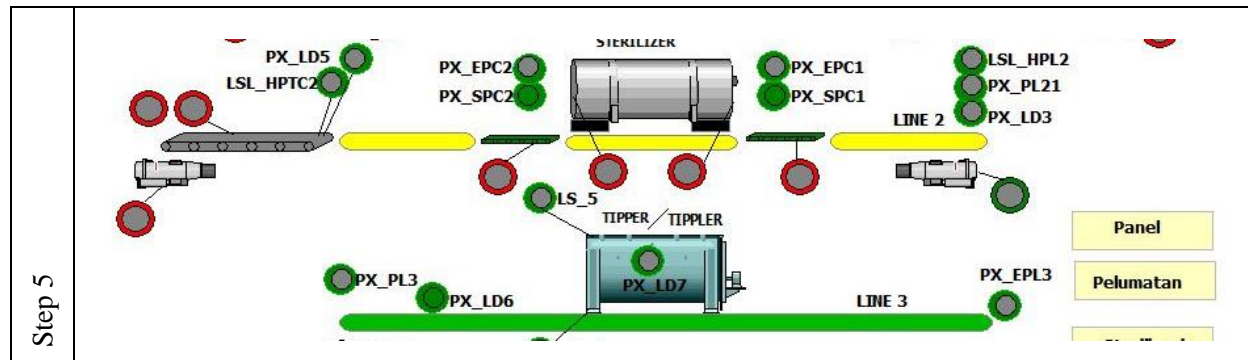 Step 5
STERILIZER
PX_LD5
LSL_HPTC2
PX_EPC2
PX_SPC2
PX_EPC1
PX_SPC1
LSL_HPL2
PX_PL21
PX_LD3
LINE 2
LS_5
TIPPER
TIPPLER
Panel
PX_PL3
PX_LD6
PX_LD7
LINE 3
PX_EPL3
Pelumatan